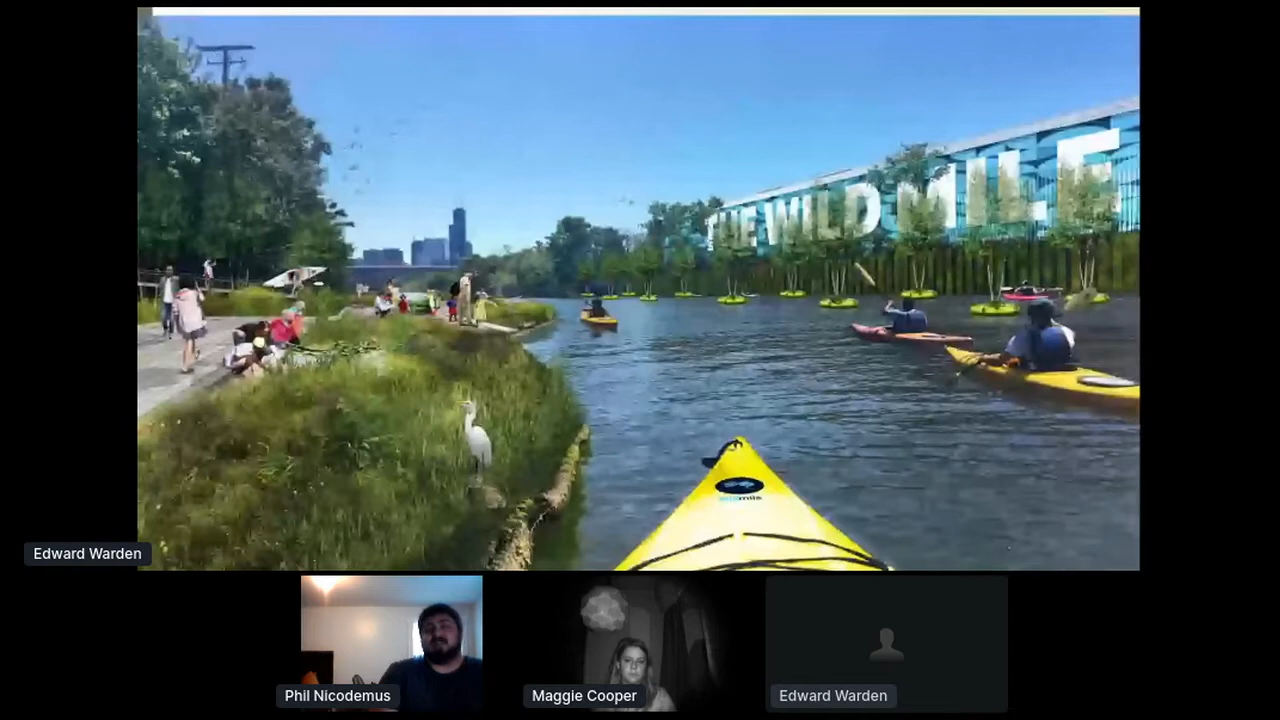 THE WILD MILE
Edward Warden
Phil Nicodemus
Maggie Cooper
Edward Warden